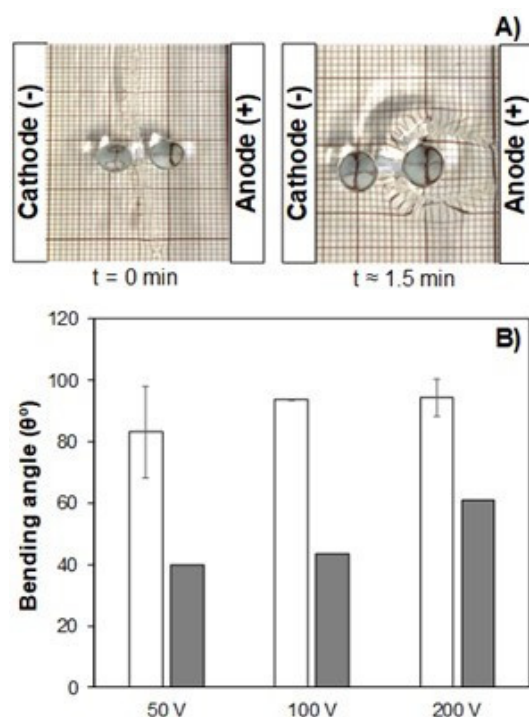 A)
Cathode (-)
Anode (+)
Cathode (-)
Anode (+)
t = 0 min
t ≈ 1.5 min
B)
Bending angle (θº)
120
100
80
60
40
20
0
50 V
100 V
200 V